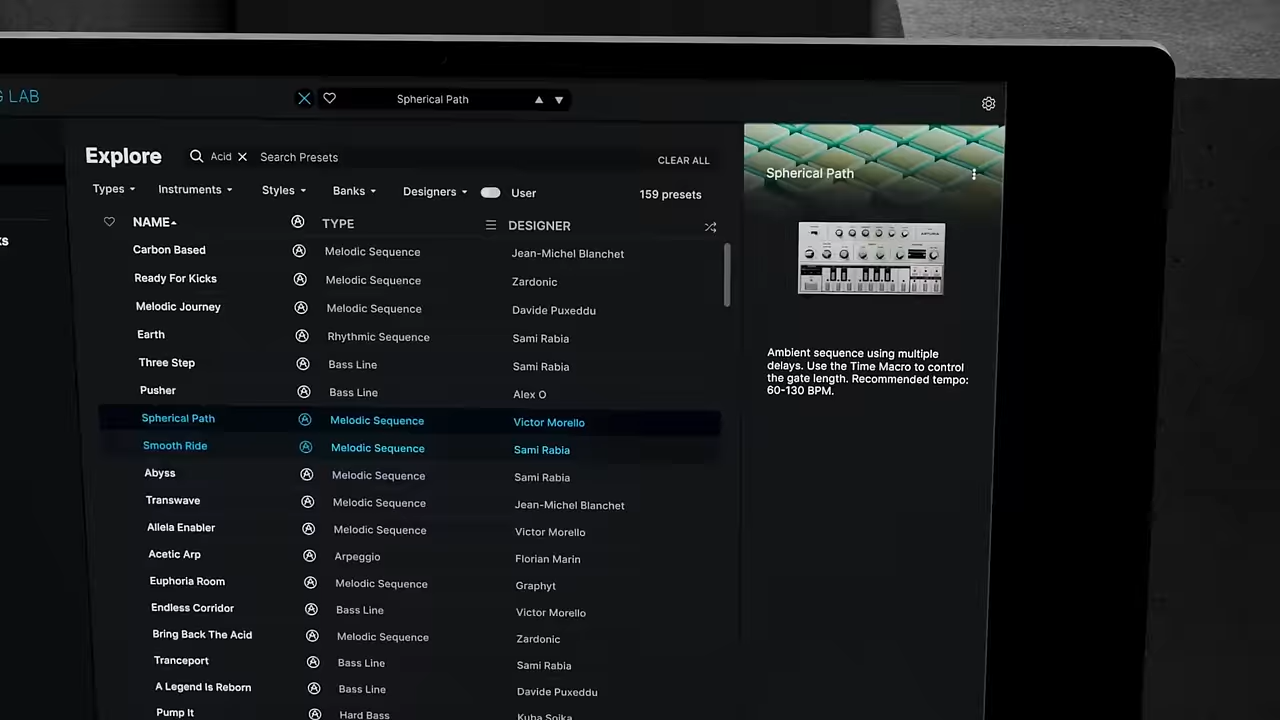 G LAB
Spherical Path
Explore
Acid
Search Presets
CLEAR ALL
Types
Instruments
Styles
Banks
Designers
User
159 presets
NAME TYPE DESIGNER
Carbon Based Melodic Sequence Jean-Michel Blanchet
Ready For Kicks Melodic Sequence Zardonic
Melodic Journey Melodic Sequence Davide Puxeddu
Earth Rhythmic Sequence Sami Rabia
Three Step Bass Line Sami Rabia
Pusher Bass Line Alex O
Spherical Path Melodic Sequence Victor Morello
Smooth Ride Melodic Sequence Sami Rabia
Abyss Melodic Sequence Sami Rabia
Transwave Melodic Sequence Jean-Michel Blanchet
Allela Enabler Melodic Sequence Victor Morello
Acetic Arp Arpeggio Florian Marin
Euphoria Room Melodic Sequence Graphyt
Endless Corridor Bass Line Victor Morello
Bring Back The Acid Melodic Sequence Zardonic
Tranceport Bass Line Sami Rabia
A Legend Is Reborn Bass Line Davide Puxeddu
Pump It Hard Bass Kuba Sojka
Spherical Path
ARTURIA
Ambient sequence using multiple
delays. Use the Time Macro to control
the gate length. Recommended tempo:
60-130 BPM.